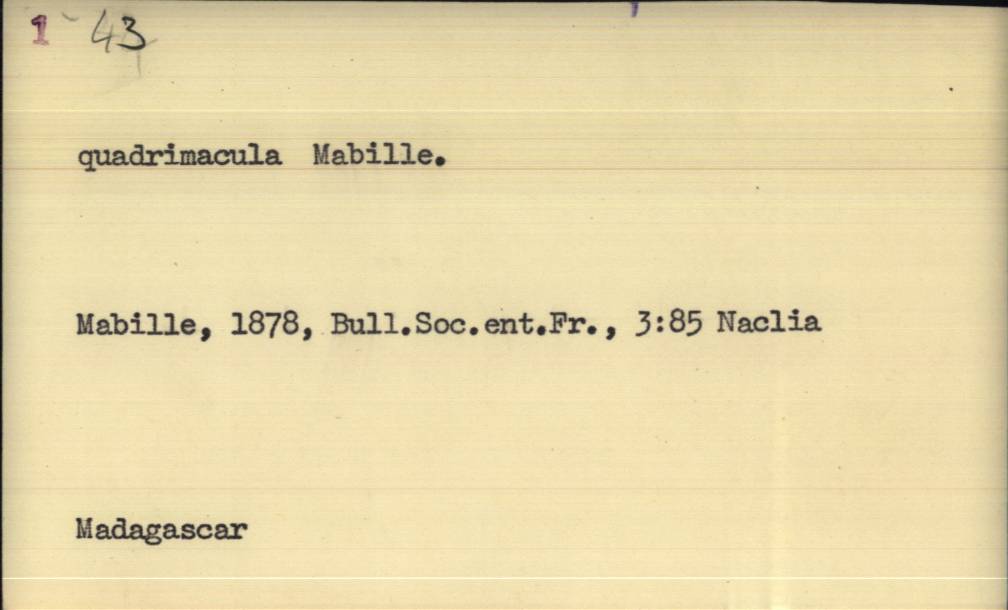 1 43
quadrimacula Mabille.
Mabille, 1878, Bull.Soc.ent.Fr., 3:85 Naclia
Madagascar